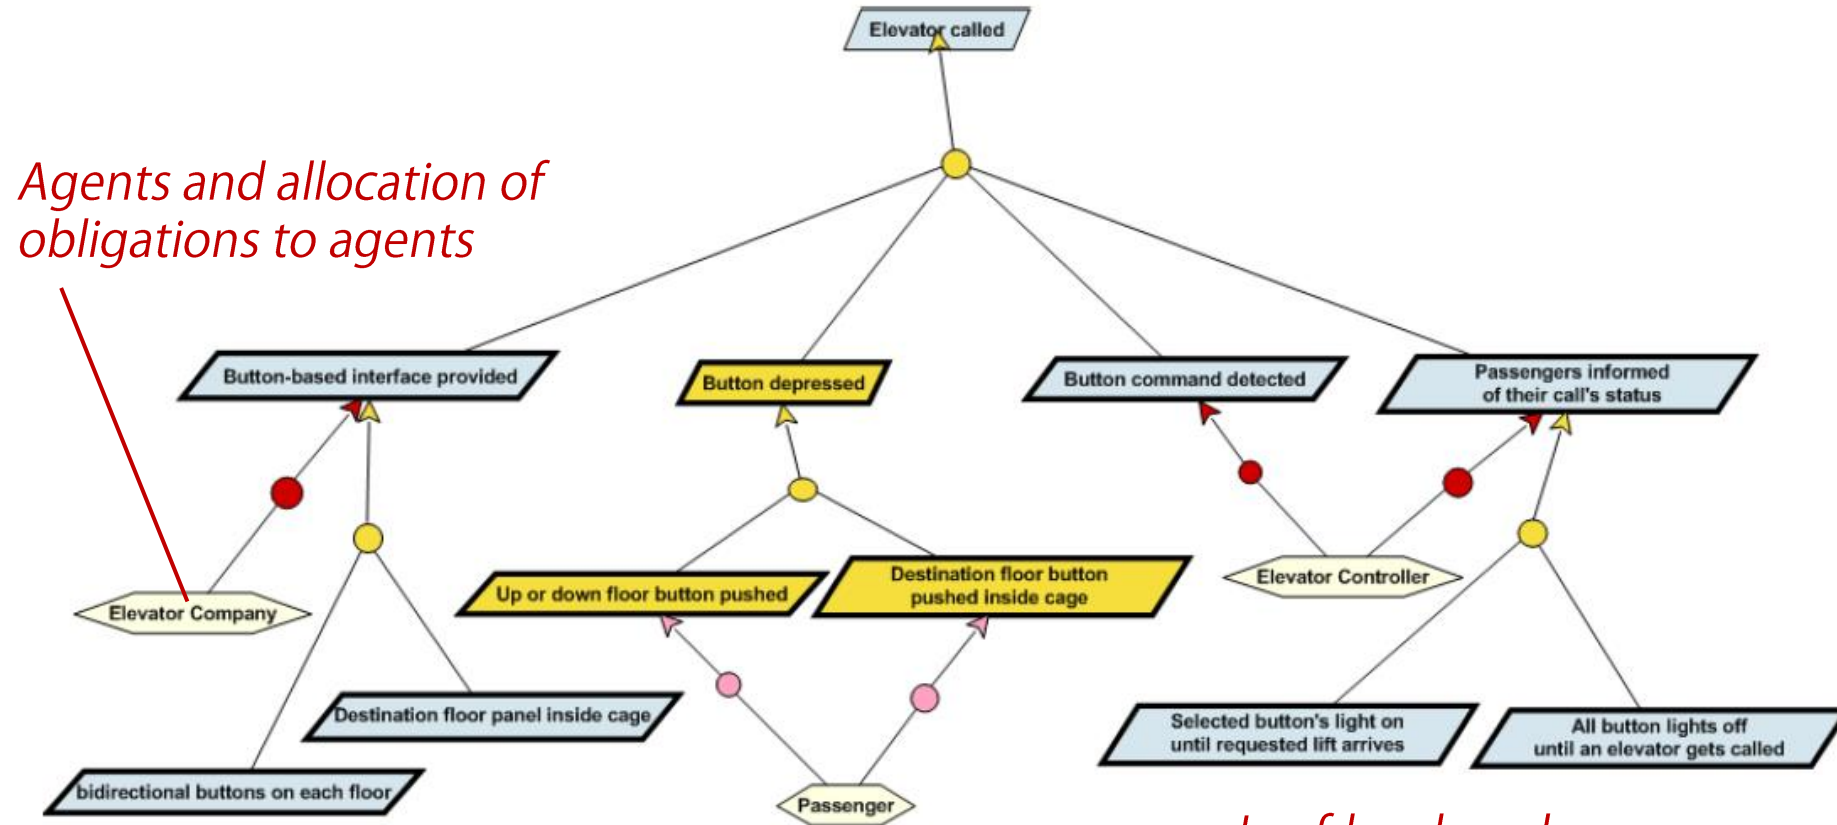 Elevator called
Agents and allocation of
obligations to agents
Button-based interface provided
Button depressed
Button command detected
Passengers informed
of their call's status
Elevator Company
Up or down floor button pushed
Destination floor button
pushed inside cage
Elevator Controller
Destination floor panel inside cage
bidirectional buttons on each floor
Passenger
Selected button's light on
until requested lift arrives
All button lights off
until an elevator gets called